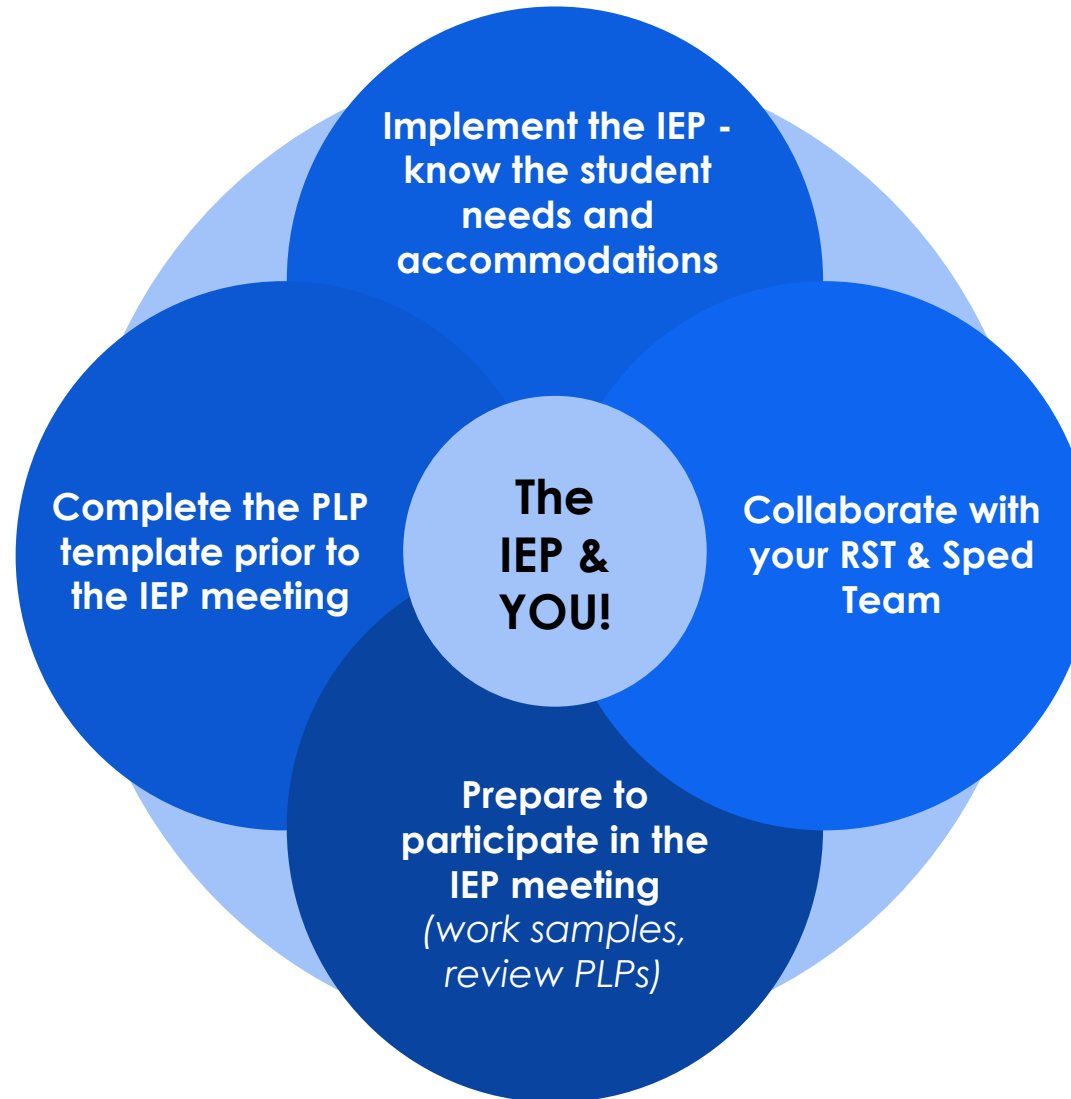 Implement the IEP -
know the student
needs and
accommodations
Complete the PLP
template prior to
the IEP meeting
The
IEP &
YOU!
Collaborate with
your RST & Sped
Team
Prepare to
participate in the
IEP meeting
(work samples,
review PLPs)